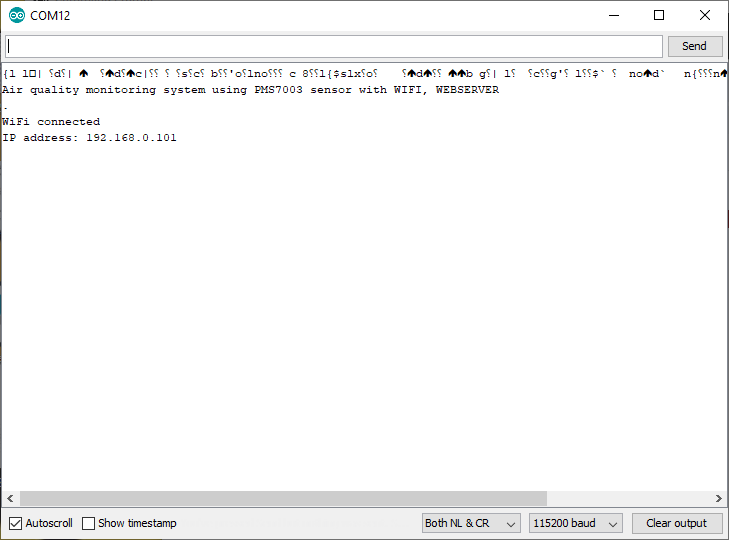 COM12
Send
Air quality monitoring system using PMS7003 sensor with WIFI, WEBSERVER
.
WiFi connected
IP address: 192.168.0.101
Autoscroll Show timestamp Both NL & CR 115200 baud Clear output